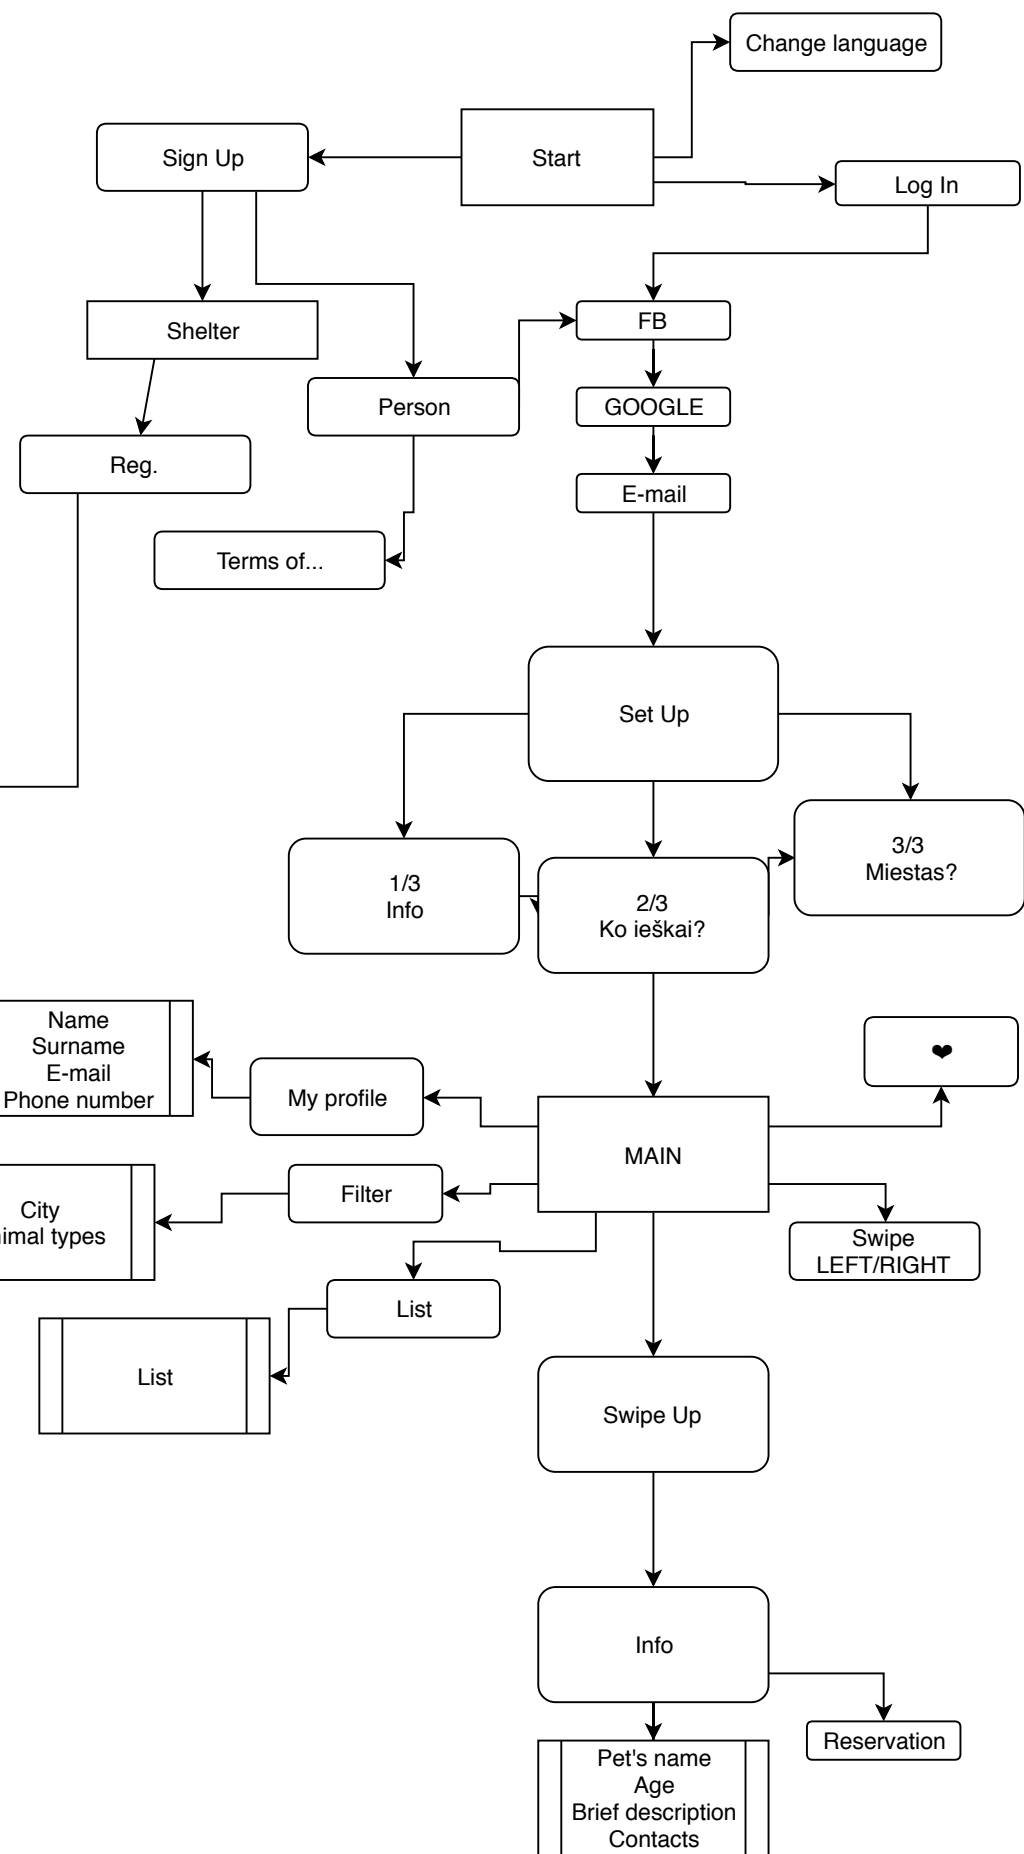 Change language
Start
Sign Up
Log In
FB
Shelter
Person
GOOGLE
Reg.
E-mail
Terms of...
Set Up
3/3
Miestas?
1/3
Info
2/3
Ko ieškai?
Name
Surname
E-mail
Phone number
❤
My profile
MAIN
Filter
City
imal types
Swipe
LEFT/RIGHT
List
List
Swipe Up
Info
Reservation
Pet's name
Age
Brief description
Contacts